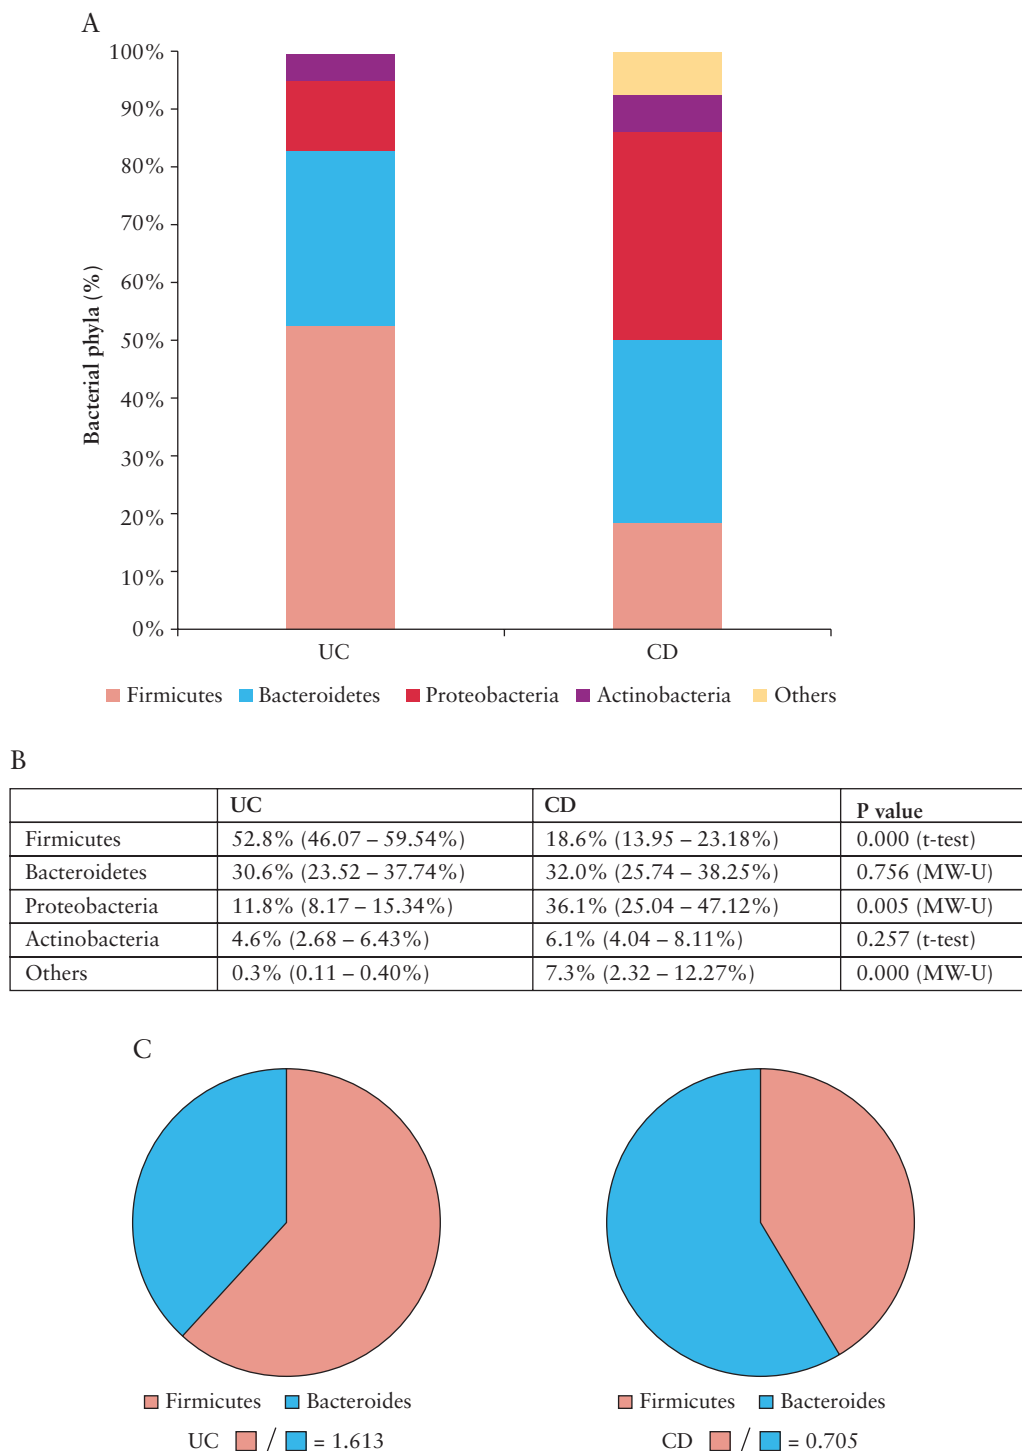 A
100%
90%
80%
70%
60%
50%
40%
30%
20%
10%
0%
Bacterial phyla (%)
UC CD
Firmicutes Bacteroidetes Proteobacteria Actinobacteria Others
B
UC CD P value
Firmicutes 52.8% (46.07 – 59.54%) 18.6% (13.95 – 23.18%) 0.000 (t-test)
Bacteroidetes 30.6% (23.52 – 37.74%) 32.0% (25.74 – 38.25%) 0.756 (MW-U)
Proteobacteria 11.8% (8.17 – 15.34%) 36.1% (25.04 – 47.12%) 0.005 (MW-U)
Actinobacteria 4.6% (2.68 – 6.43%) 6.1% (4.04 – 8.11%) 0.257 (t-test)
Others 0.3% (0.11 – 0.40%) 7.3% (2.32 – 12.27%) 0.000 (MW-U)
C
Firmicutes Bacteroides Firmicutes Bacteroides
UC / = 1.613 CD / = 0.705